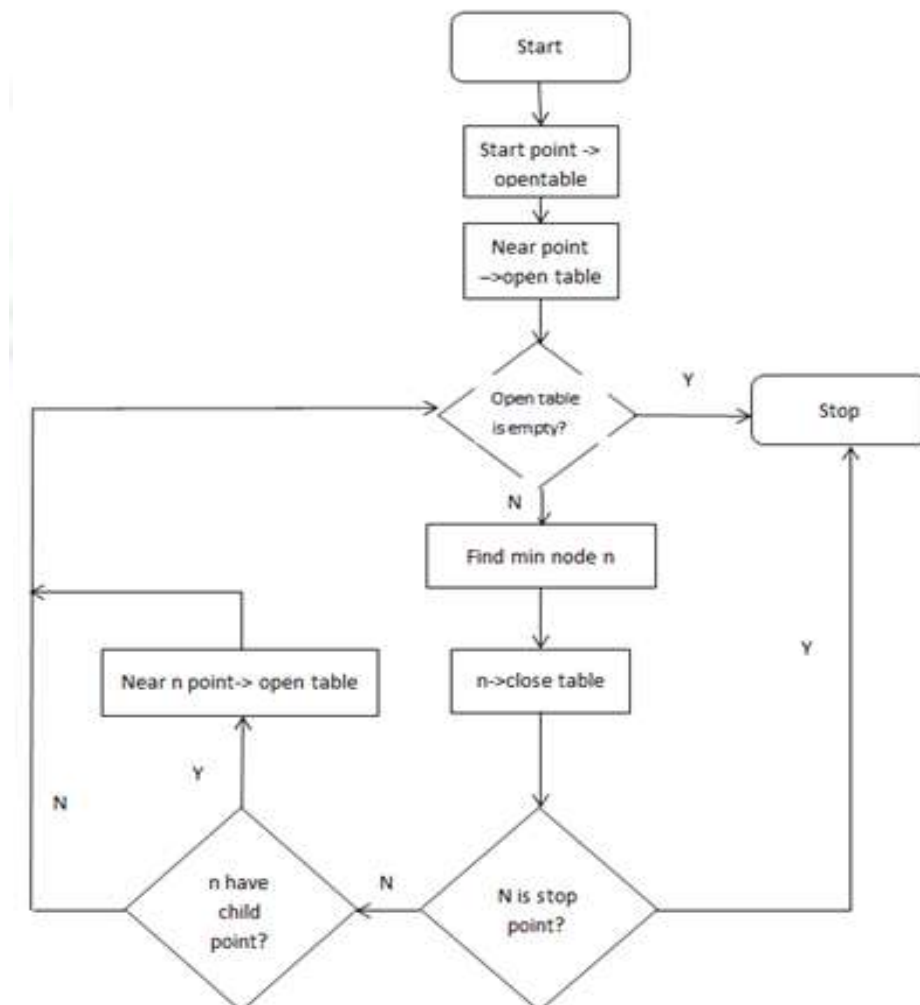 Start
Start point ->
opentable
Near point
–>open table
Open table
is empty?
Y
Stop
N
Find min node n
Near n point-> open table
n->close table
Y
Y
N
n have
child
point?
N
N is stop
point?